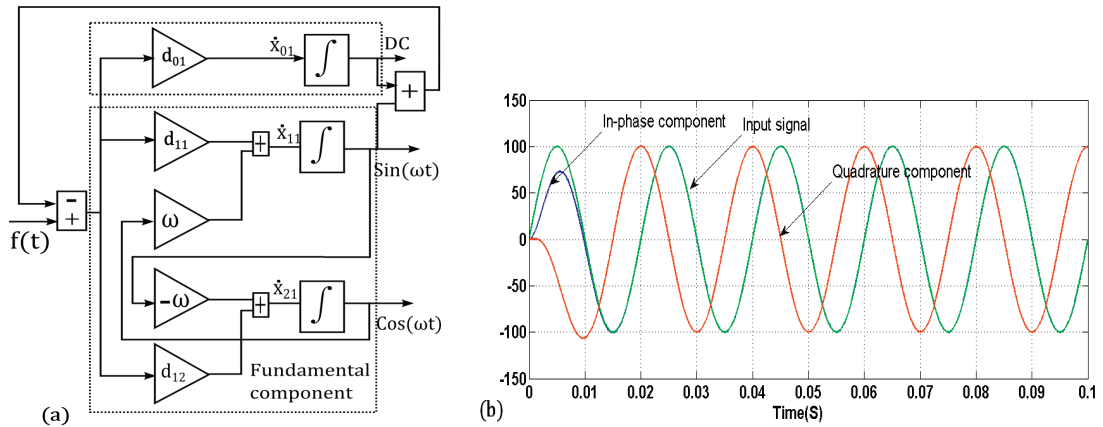 d₀₁
ẋ₀₁
∫
DC
+
d₁₁
+
ẋ₁₁
∫
Sin(ωt)
-
+
f(t)
ω
-ω
+
ẋ₂₁
∫
Cos(ωt)
d₁₂
Fundamental
component
(a)
150
100
50
0
-50
-100
-150
In-phase component
Input signal
Quadrature component
0
0.01
0.02
0.03
0.04
0.05
0.06
0.07
0.08
0.09
0.1
Time(S)
(b)